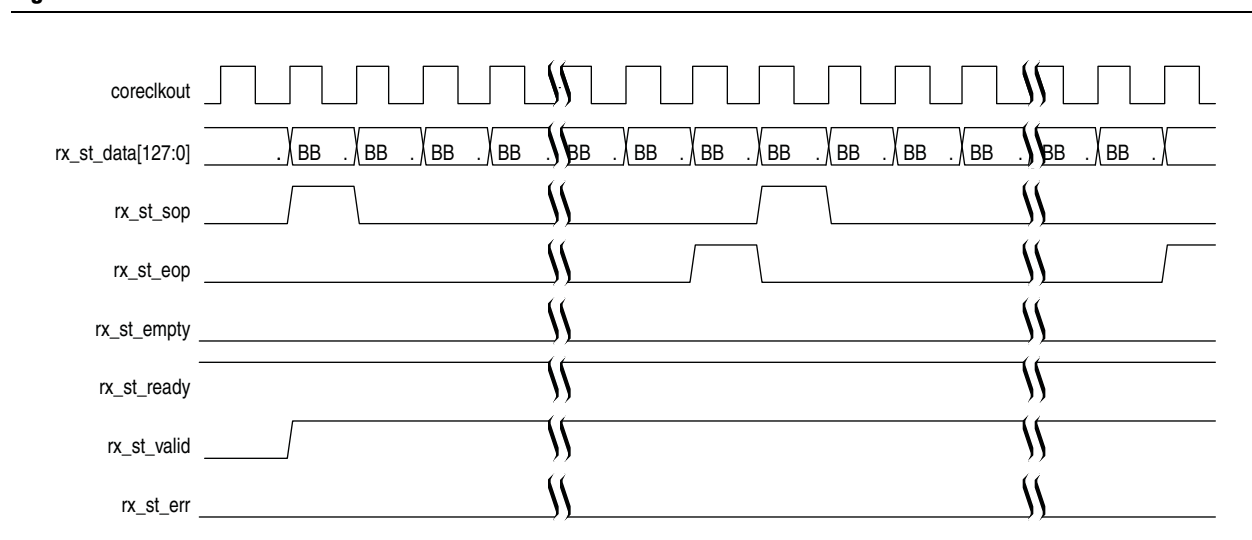 coreclkout
rx_st_data[127:0] . BB . BB . BB . BB . BB . BB . BB . BB . BB . BB . BB . BB . BB .
rx_st_sop
rx_st_eop
rx_st_empty
rx_st_ready
rx_st_valid
rx_st_err